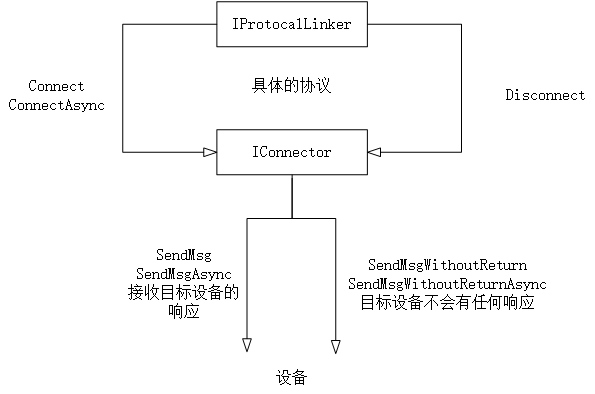 IProtocalLinker
具体的协议
Connect
ConnectAsync
Disconnect
IConnector
SendMsg
SendMsgAsync
接收目标设备的
响应
SendMsgWithoutReturn
SendMsgWithoutReturnAsync
目标设备不会有任何响应
设备